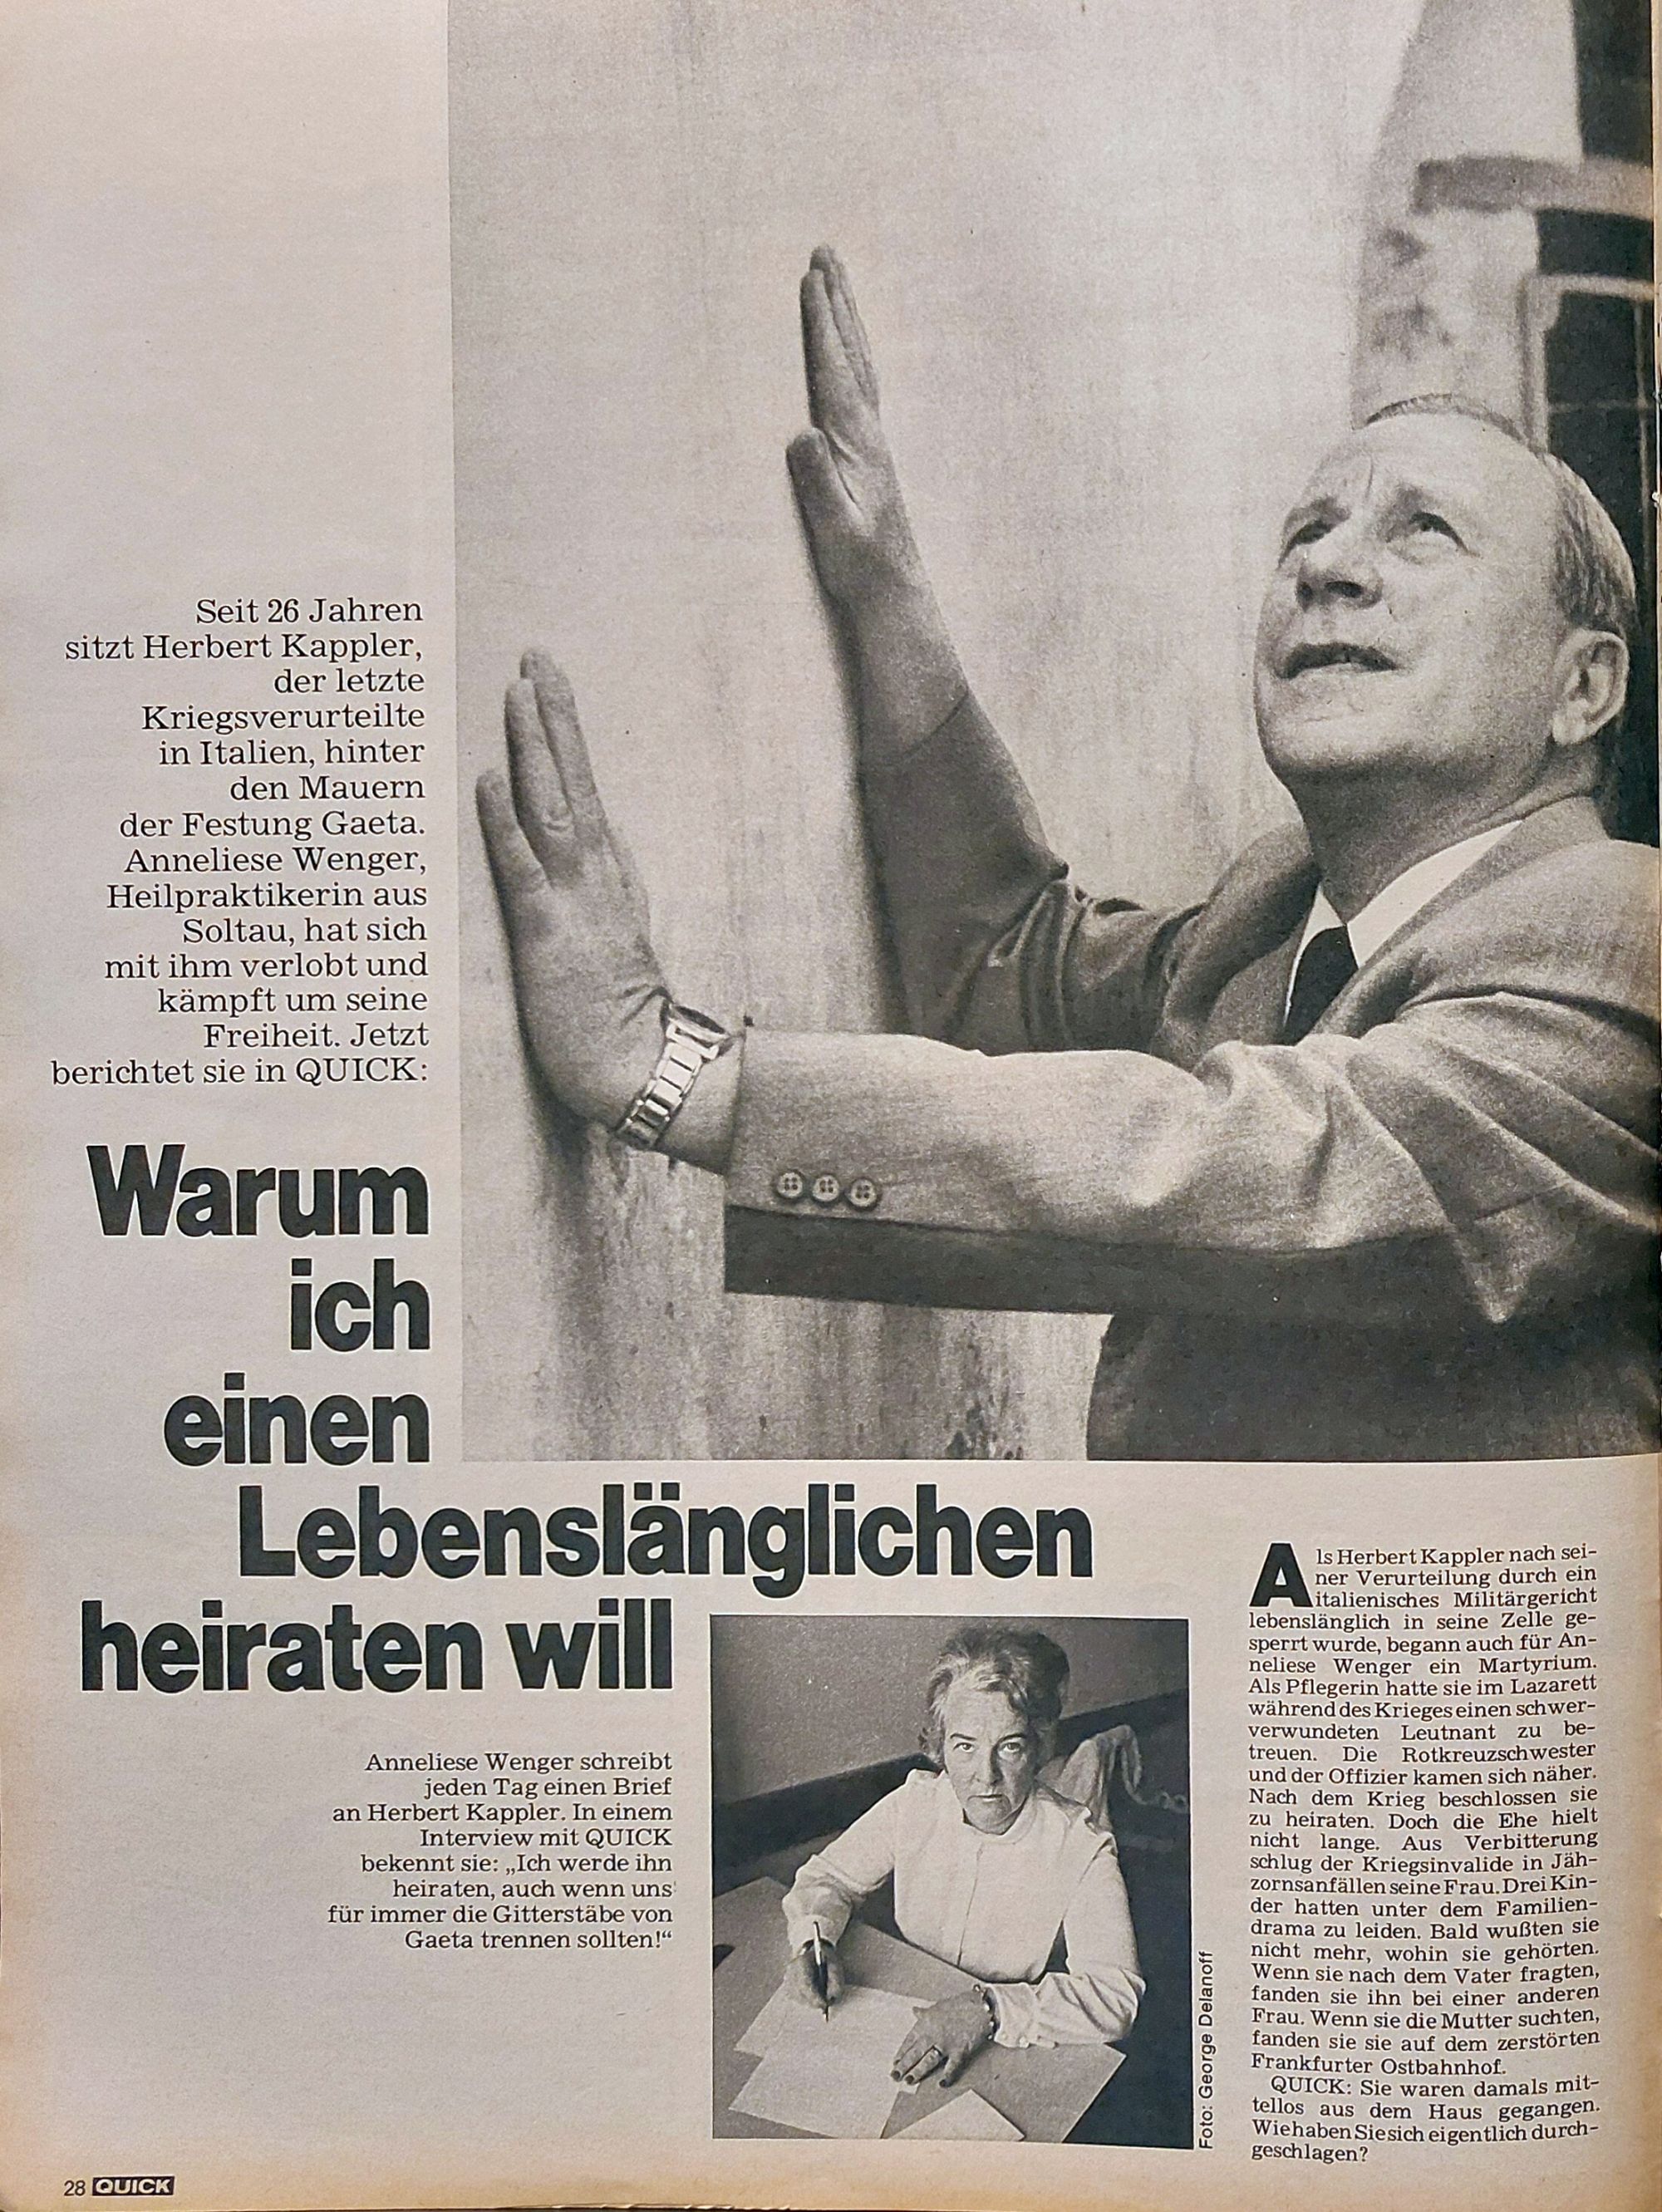 Seit 26 Jahren
sitzt Herbert Kappler,
der letzte
Kriegsverurteilte
in Italien, hinter
den Mauern
der Festung Gaeta.
Anneliese Wenger,
Heilpraktikerin aus
Soltau, hat sich
mit ihm verlobt und
kämpft um seine
Freiheit. Jetzt
berichtet sie in QUICK:
Warum
ich
einen
Lebenslänglichen
heiraten will
Anneliese Wenger schreibt
jeden Tag einen Brief
an Herbert Kappler. In einem
Interview mit QUICK
bekennt sie: „Ich werde ihn
heiraten, auch wenn uns
für immer die Gitterstäbe von
Gaeta trennen sollten!“
Foto: George Delanoff
Als Herbert Kappler nach sei-
ner Verurteilung durch ein
italienisches Militärgericht
lebenslänglich in seine Zelle ge-
sperrt wurde, begann auch für An-
neliese Wenger ein Martyrium.
Als Pflegerin hatte sie im Lazarett
während des Krieges einen schwer-
verwundeten Leutnant zu be-
treuen. Die Rotkreuzschwester
und der Offizier kamen sich näher.
Nach dem Krieg beschlossen sie
zu heiraten. Doch die Ehe hielt
nicht lange. Aus Verbitterung
schlug der Kriegsinvalide in Jäh-
zornsanfällen seine Frau. Drei Kin-
der hatten unter dem Familien-
drama zu leiden. Bald wußten sie
nicht mehr, wohin sie gehörten.
Wenn sie nach dem Vater fragten,
fanden sie ihn bei einer anderen
Frau. Wenn sie die Mutter suchten,
fanden sie sie auf dem zerstörten
Frankfurter Ostbahnhof.
QUICK: Sie waren damals mit-
tellos aus dem Haus gegangen.
Wie haben Sie sich eigentlich durch-
geschlagen?
28 QUICK